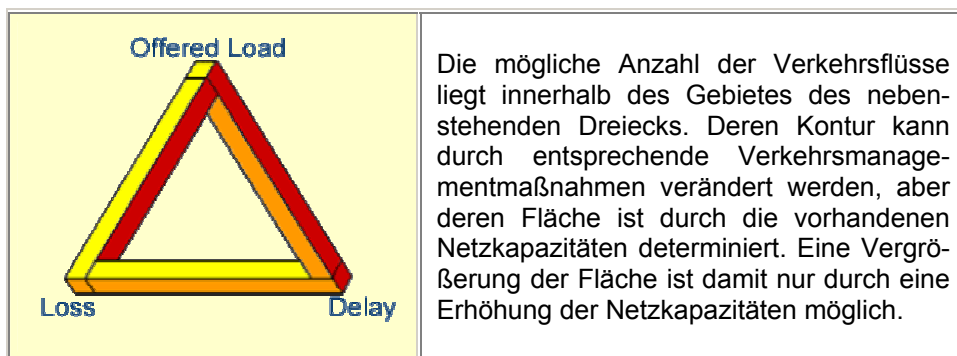 Offered Load
Loss
Delay
Die mögliche Anzahl der Verkehrsflüsse
liegt innerhalb des Gebietes des neben-
stehenden Dreiecks. Deren Kontur kann
durch entsprechende Verkehrsmanage-
mentmaßnahmen verändert werden, aber
deren Fläche ist durch die vorhandenen
Netzkapazitäten determiniert. Eine Vergrö-
ßerung der Fläche ist damit nur durch eine
Erhöhung der Netzkapazitäten möglich.